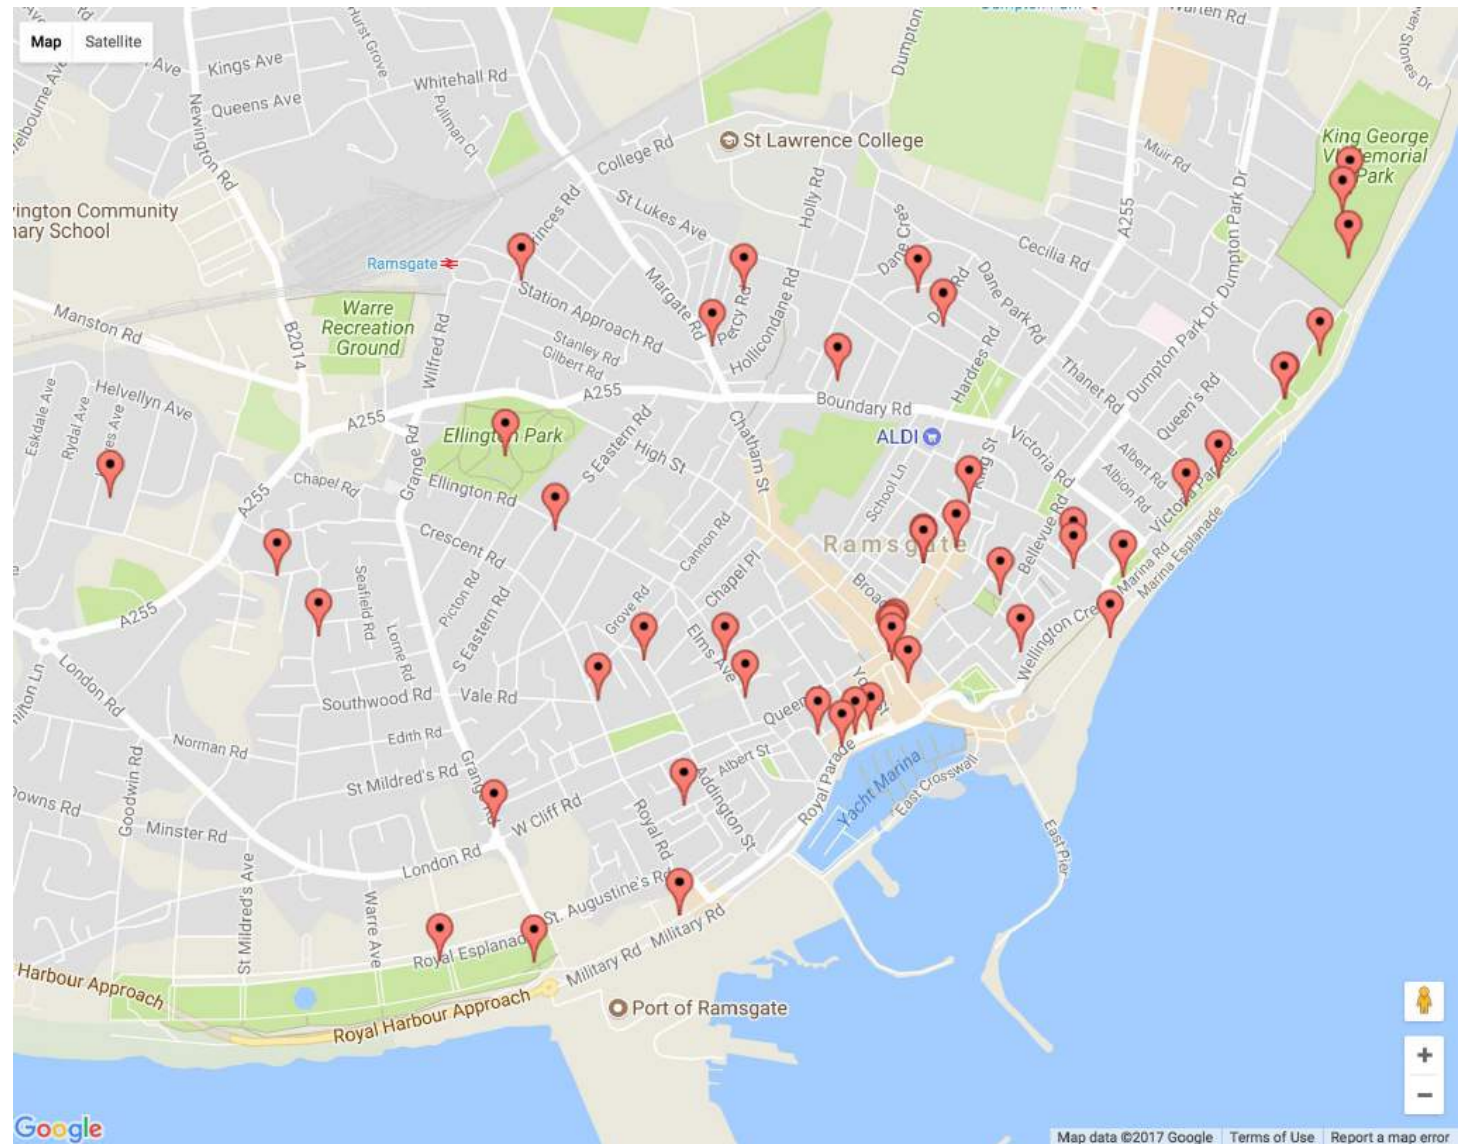 Map
Satellite
Kings Ave
Queens Ave
Whitehall Rd
Hurst Grove
Pullman Cl
Newington Rd
College Rd
St Lawrence College
Dumpton
Warten Rd
Muir Rd
King George
Park
Holly Rd
St Lukes Ave
Dane Cres
Cecilia Rd
A255
Dumpton Park Dr
Ramsgate
Station Approach Rd
Margate Rd
Percy Rd
Hollicondane Rd
Dane Park Rd
Manston Rd
B2014
Warre
Recreation
Ground
Wilfred Rd
Stanley Rd
Gilbert Rd
Hardres Rd
Thanet Rd
Dumpton Park Dr
Queen's Rd
Helvellyn Ave
Eskdale Ave
Rydal Ave
A255
A255
Boundary Rd
ALDI
Victoria Rd
Albert Rd
Albion Rd
Ellington Park
S Eastern Rd
High St
Chatham St
School Ln
King St
Grange Rd
Ellington Rd
Chapel Rd
A255
Crescent Rd
Cannon Rd
Chapel Pl
Ramsgate
Bellevue Rd
Marina Rd
Marina Esplanade
Seafield Rd
Picton Rd
S Eastern Rd
Grove Rd
Elms Ave
A255
Lorne Rd
London Rd
Southwood Rd
Vale Rd
Norman Rd
Edith Rd
St Mildred's Rd
Albert St
Goodwin Rd
Minster Rd
W Cliff Rd
Royal Rd
Addington St
Royal Parade
Yacht Marina
East Crosswall
East Pier
London Rd
St Mildred's Ave
Warre Ave
St. Augustine's Rd
Military Rd
Military Rd
Harbour Approach
Royal Harbour Approach
Port of Ramsgate
Google
Map data ©2017 Google
Terms of Use
Report a map error